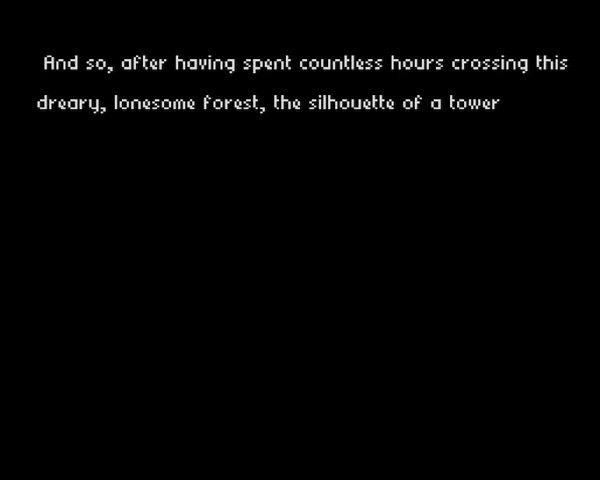 And so, after having spent countless hours crossing this
dreary, lonesome forest, the silhouette of a tower